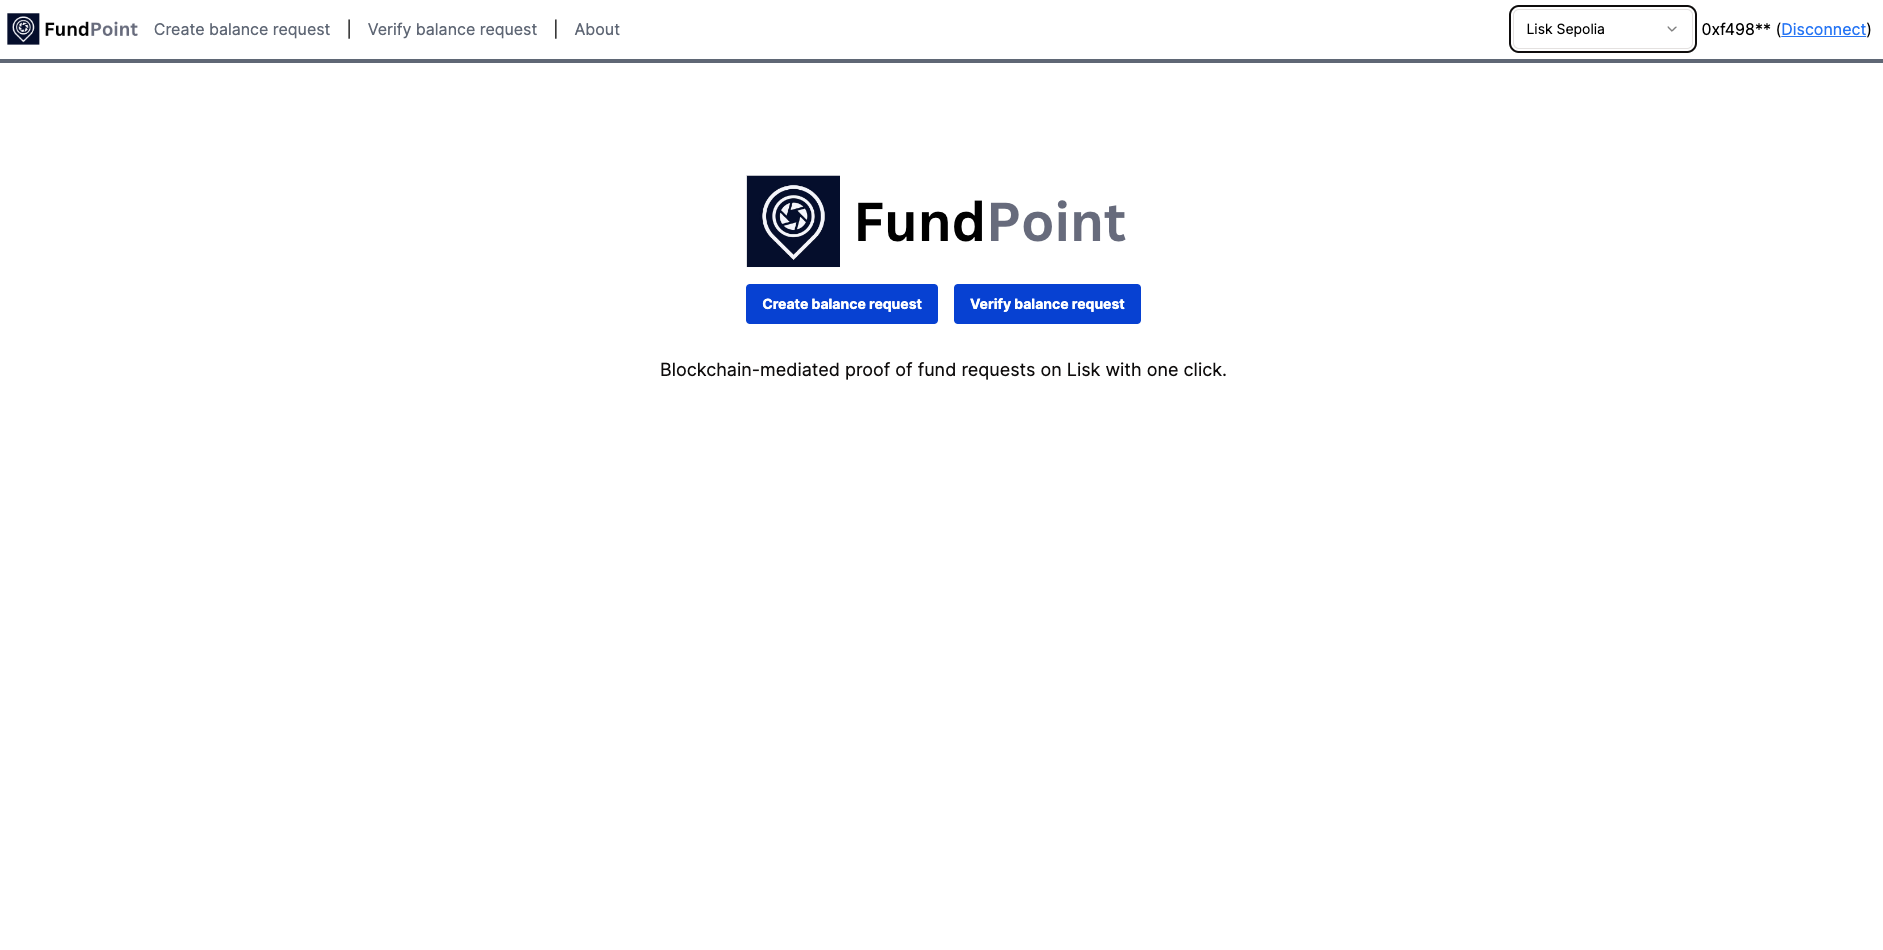 FundPoint Create balance request | Verify balance request | About Lisk Sepolia 0xf498** (Disconnect)
FundPoint
Create balance request Verify balance request
Blockchain-mediated proof of fund requests on Lisk with one click.